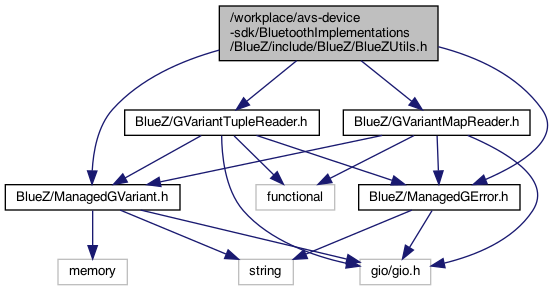 /workplace/avs-device
-sdk/BluetoothImplementations
/BlueZ/include/BlueZ/BlueZUtils.h
BlueZ/GVariantTupleReader.h
BlueZ/GVariantMapReader.h
BlueZ/ManagedGVariant.h
functional
BlueZ/ManagedGError.h
memory
string
gio/gio.h